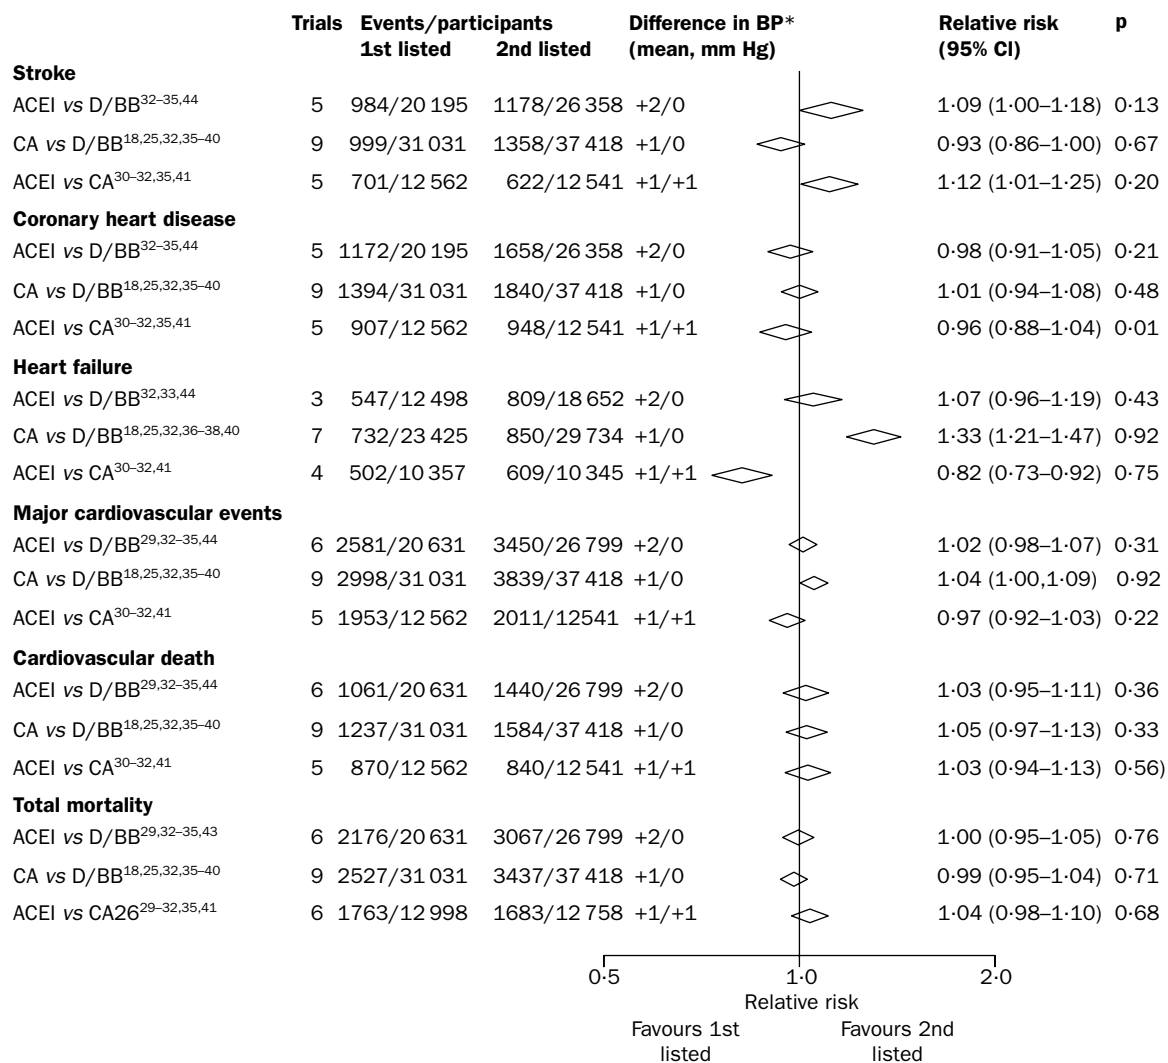 Trials Events/participants Difference in BP* Relative risk p
1st listed 2nd listed (mean, mm Hg) (95% CI)
Stroke
ACEI vs D/BB32–35,44 5 984/20 195 1178/26 358 +2/0 1·09 (1·00–1·18) 0·13
CA vs D/BB18,25,32,35–40 9 999/31 031 1358/37 418 +1/0 0·93 (0·86–1·00) 0·67
ACEI vs CA30–32,35,41 5 701/12 562 622/12 541 +1/+1 1·12 (1·01–1·25) 0·20
Coronary heart disease
ACEI vs D/BB32–35,44 5 1172/20 195 1658/26 358 +2/0 0·98 (0·91–1·05) 0·21
CA vs D/BB18,25,32,35–40 9 1394/31 031 1840/37 418 +1/0 1·01 (0·94–1·08) 0·48
ACEI vs CA30–32,35,41 5 907/12 562 948/12 541 +1/+1 0·96 (0·88–1·04) 0·01
Heart failure
ACEI vs D/BB32,33,44 3 547/12 498 809/18 652 +2/0 1·07 (0·96–1·19) 0·43
CA vs D/BB18,25,32,36–38,40 7 732/23 425 850/29 734 +1/0 1·33 (1·21–1·47) 0·92
ACEI vs CA30–32,41 4 502/10 357 609/10 345 +1/+1 0·82 (0·73–0·92) 0·75
Major cardiovascular events
ACEI vs D/BB29,32–35,44 6 2581/20 631 3450/26 799 +2/0 1·02 (0·98–1·07) 0·31
CA vs D/BB18,25,32,35–40 9 2998/31 031 3839/37 418 +1/0 1·04 (1·00,1·09) 0·92
ACEI vs CA30–32,41 5 1953/12 562 2011/12541 +1/+1 0·97 (0·92–1·03) 0·22
Cardiovascular death
ACEI vs D/BB29,32–35,44 6 1061/20 631 1440/26 799 +2/0 1·03 (0·95–1·11) 0·36
CA vs D/BB18,25,32,35–40 9 1237/31 031 1584/37 418 +1/0 1·05 (0·97–1·13) 0·33
ACEI vs CA30–32,41 5 870/12 562 840/12 541 +1/+1 1·03 (0·94–1·13) 0·56)
Total mortality
ACEI vs D/BB29,32–35,43 6 2176/20 631 3067/26 799 +2/0 1·00 (0·95–1·05) 0·76
CA vs D/BB18,25,32,35–40 9 2527/31 031 3437/37 418 +1/0 0·99 (0·95–1·04) 0·71
ACEI vs CA2629–32,35,41 6 1763/12 998 1683/12 758 +1/+1 1·04 (0·98–1·10) 0·68
0·5 1·0 2·0
Relative risk
Favours 1st Favours 2nd
listed listed